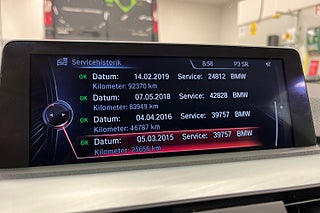 Servicehistorik 8:58 P3 SR
OK Datum: 14.02.2019 Service: 24812 BMW
Kilometer: 92370 km
OK Datum: 07.05.2018 Service: 42828 BMW
Kilometer: 83949 km
OK Datum: 04.04.2016 Service: 39757 BMW
Kilometer: 46787 km
OK Datum: 05.03.2015 Service: 39757 BMW
Kilometer: 25656 km